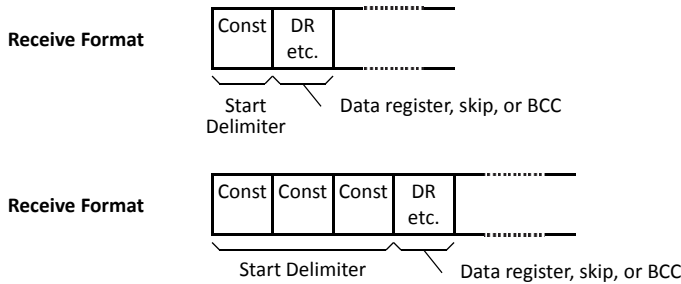 Receive Format
Const DR
etc.
Start
Delimiter
Data register, skip, or BCC
Receive Format
Const Const Const DR
etc.
Start Delimiter
Data register, skip, or BCC